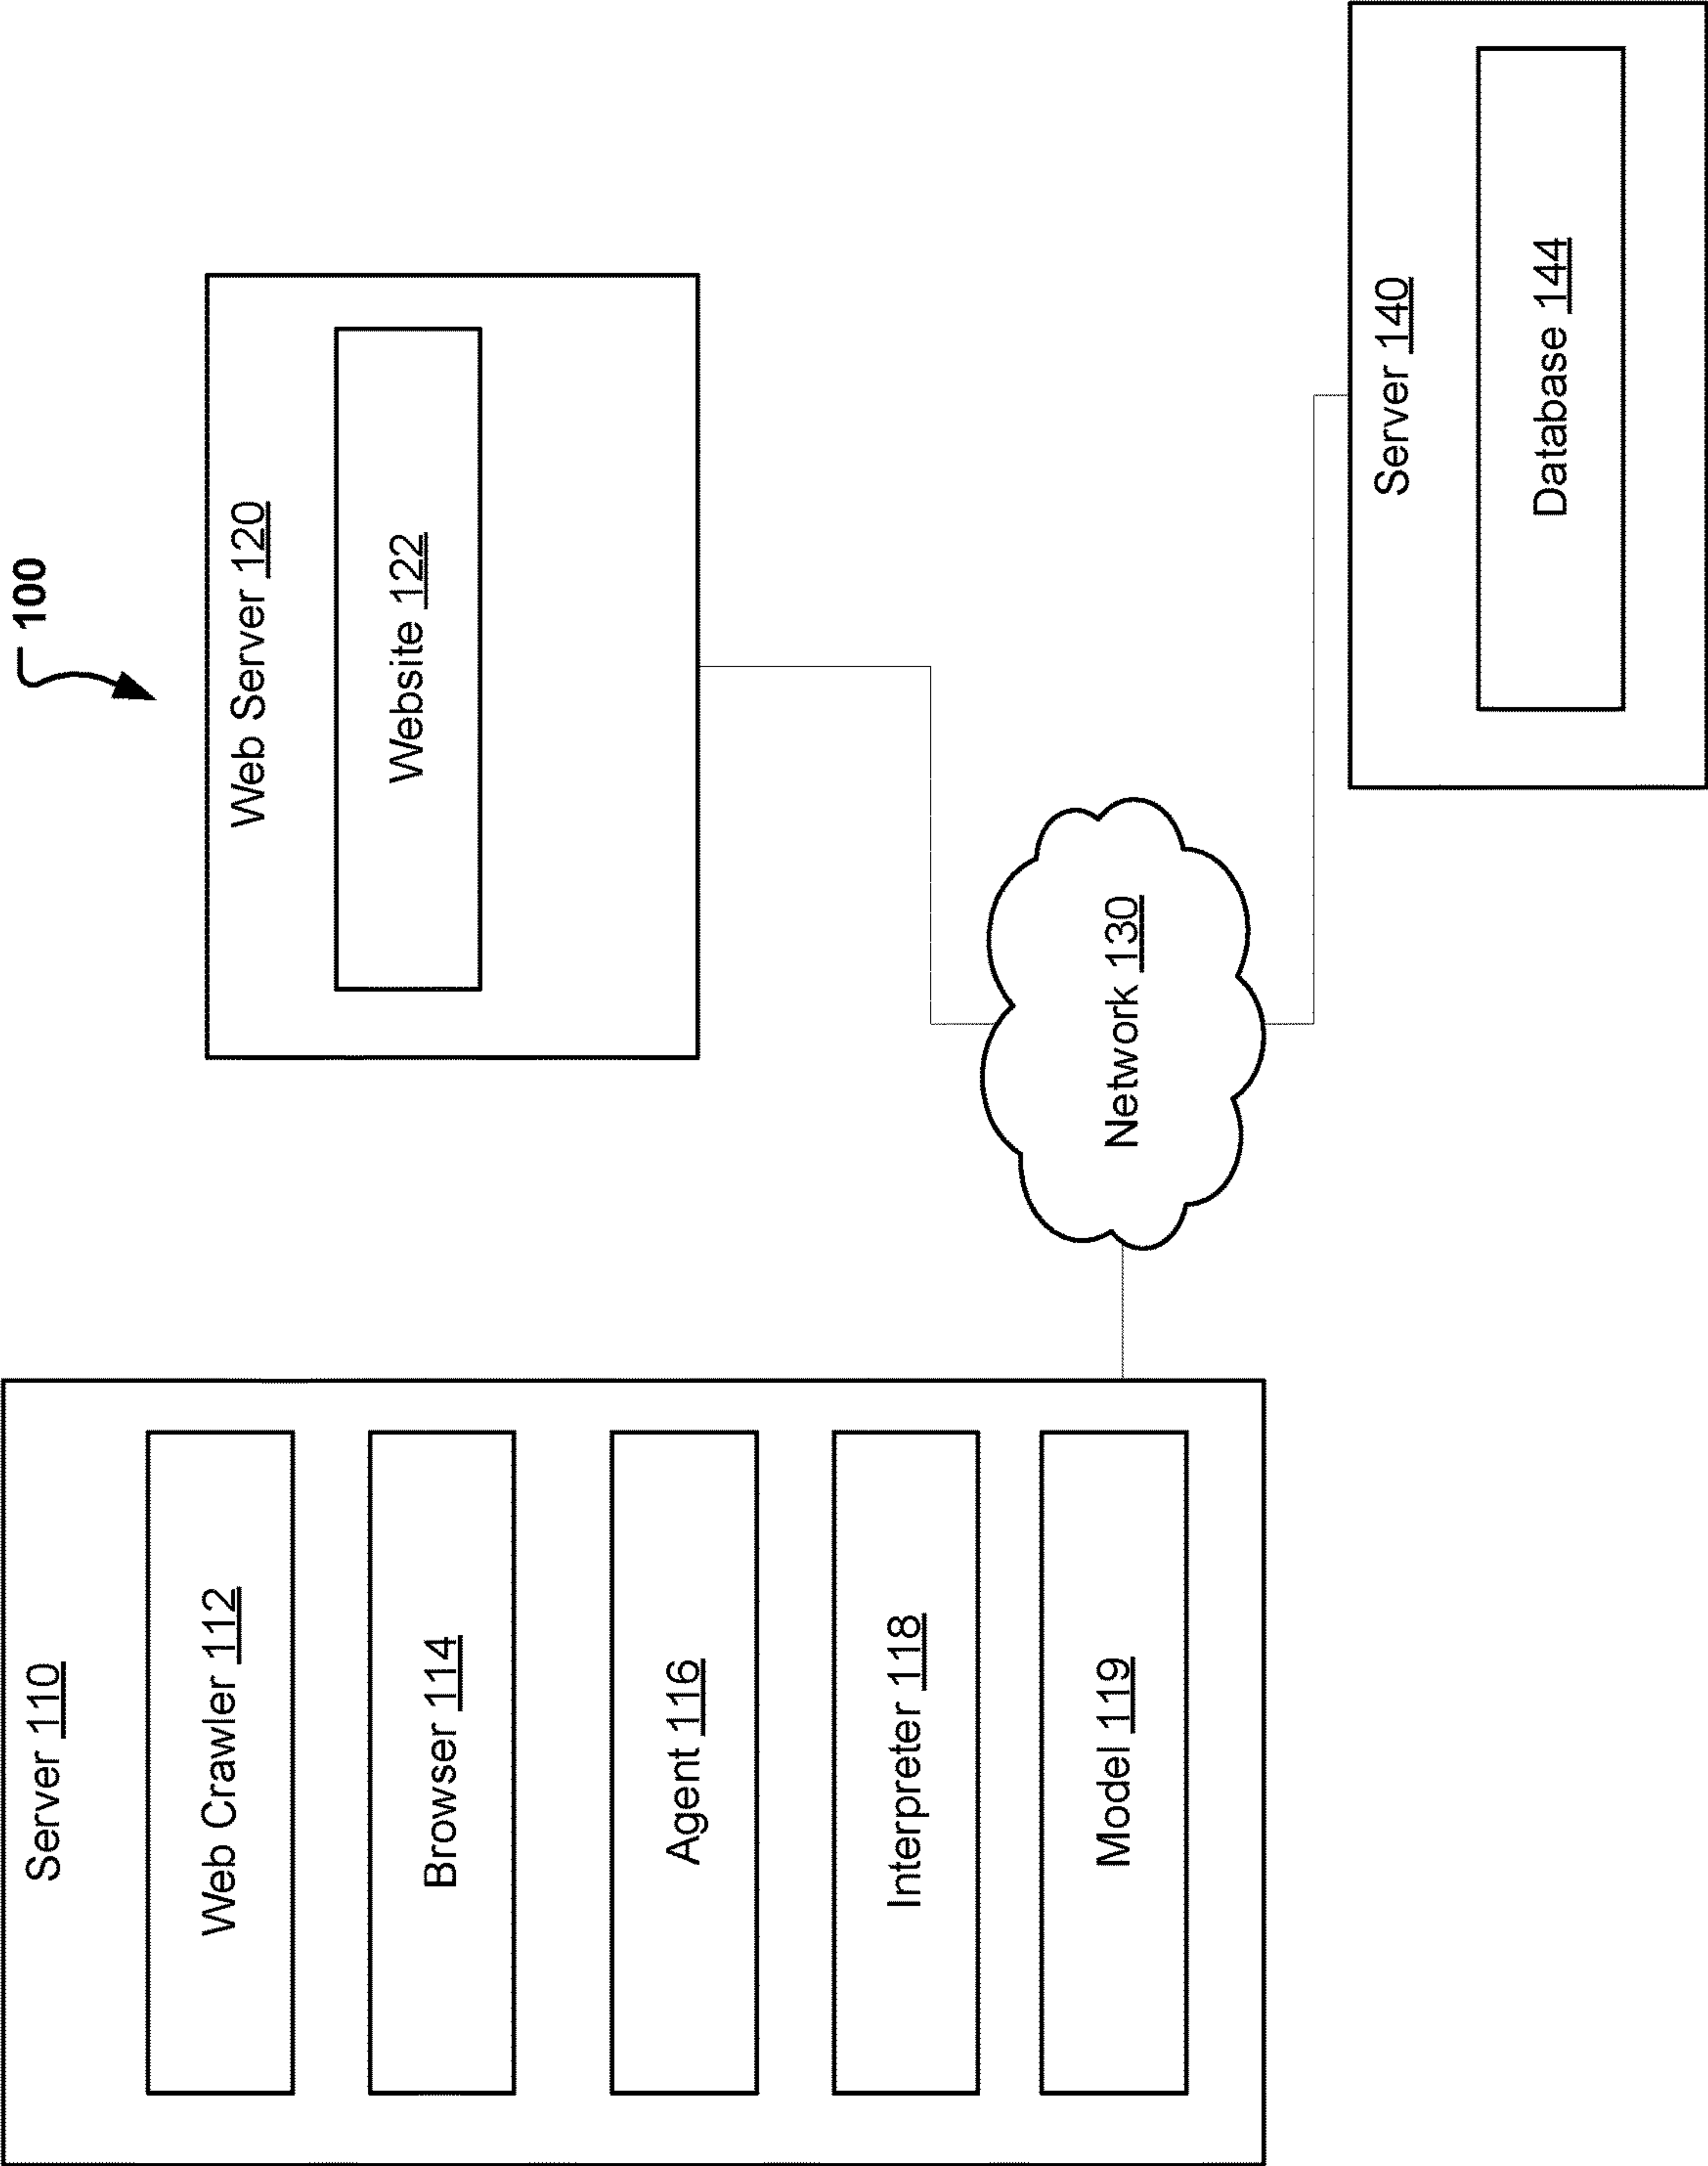 100
Server 110
Web Crawler 112
Browser 114
Agent 116
Interpreter 118
Model 119
Web Server 120
Website 122
Network 130
Server 140
Database 144